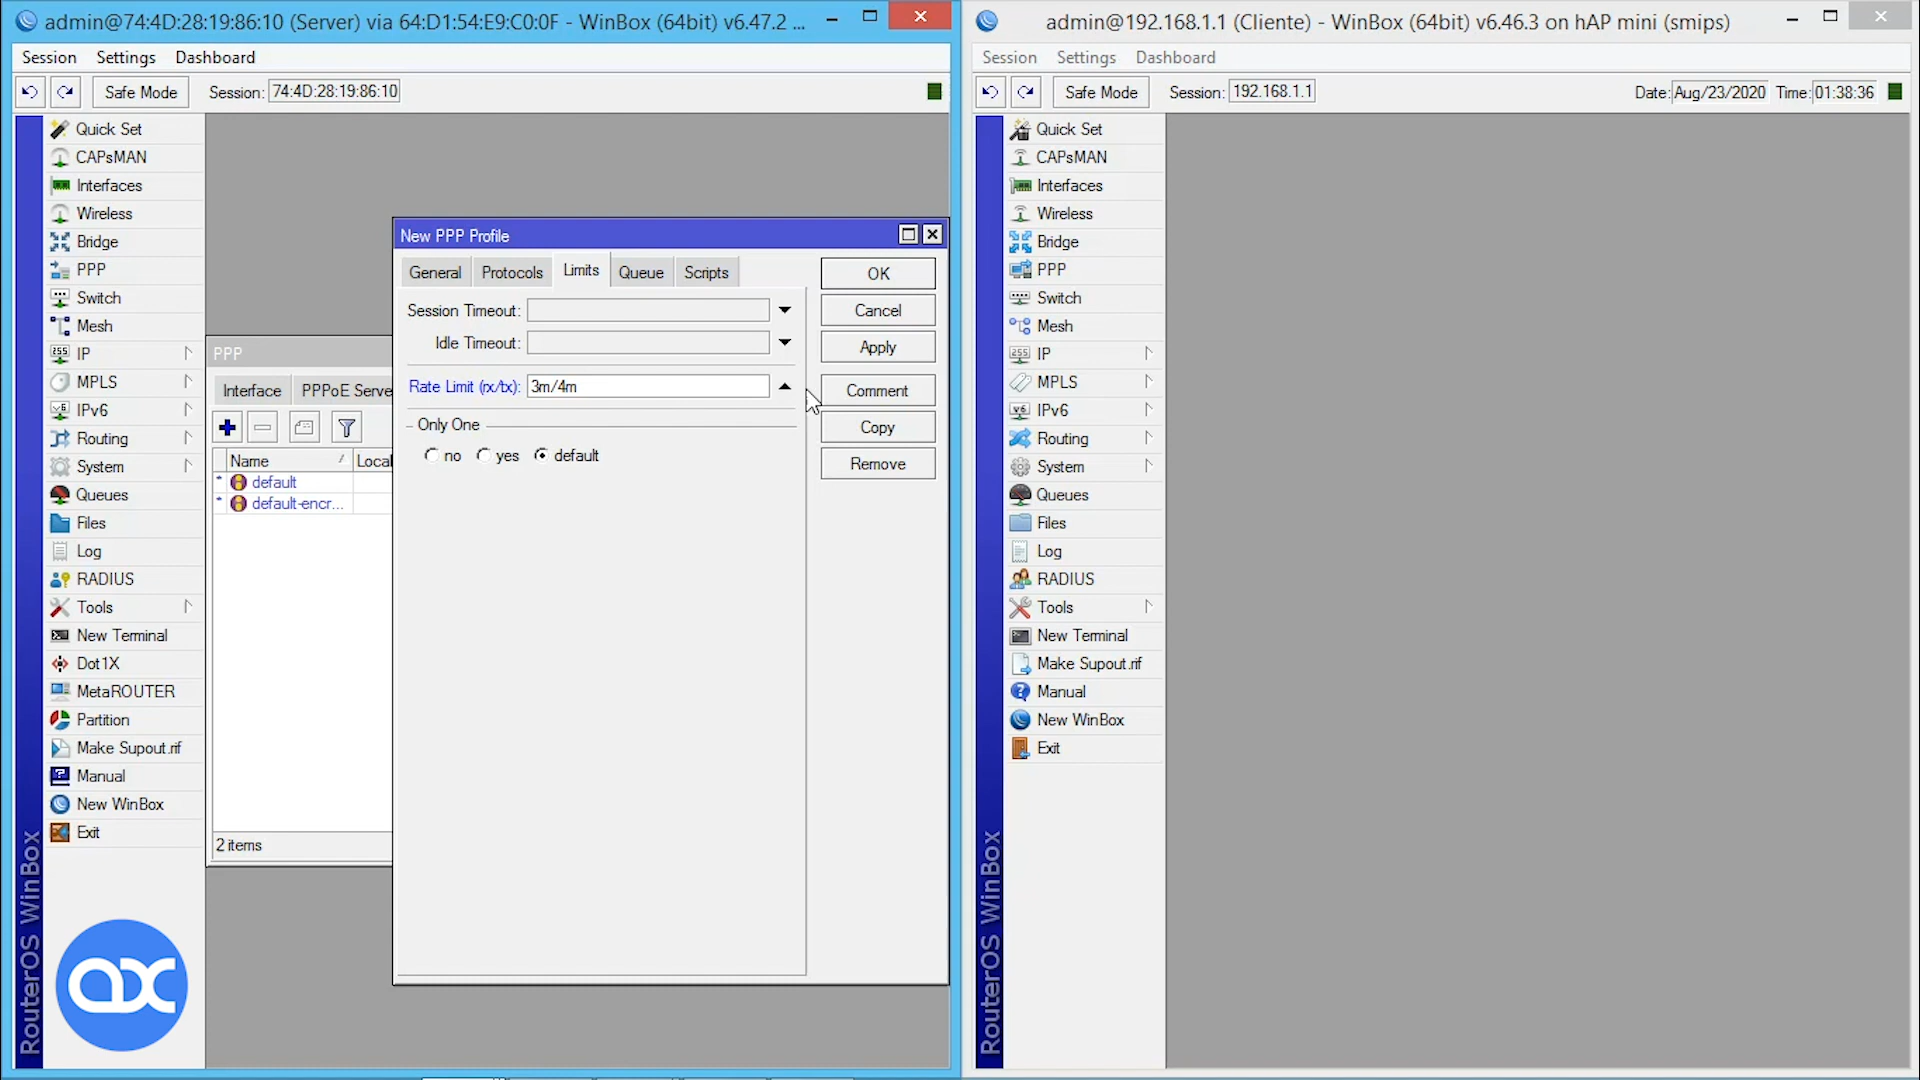 admin@74:4D:28:19:86:10 (Server) via 64:D1:54:E9:C0:0F - WinBox (64bit) v6.47.2 ...
Session Settings Dashboard
Safe Mode Session: 74:4D:28:19:86:10
Quick Set
CAPsMAN
Interfaces
Wireless
Bridge
PPP
Switch
Mesh
IP
MPLS
IPv6
Routing
System
Queues
Files
Log
RADIUS
Tools
New Terminal
Dot1X
MetaROUTER
Partition
Make Supout.rif
Manual
New WinBox
Exit
RouterOS WinBox
PPP
Interface PPPoE Serve
Name Local
* default
* default-encr...
2 items
New PPP Profile
General Protocols Limits Queue Scripts
Session Timeout:
Idle Timeout:
Rate Limit (rx/tx): 3m/4m
Only One
no yes default
OK
Cancel
Apply
Comment
Copy
Remove
admin@192.168.1.1 (Cliente) - WinBox (64bit) v6.46.3 on hAP mini (smips)
Session Settings Dashboard
Safe Mode Session: 192.168.1.1 Date: Aug/23/2020 Time: 01:38:36
Quick Set
CAPsMAN
Interfaces
Wireless
Bridge
PPP
Switch
Mesh
IP
MPLS
IPv6
Routing
System
Queues
Files
Log
RADIUS
Tools
New Terminal
Make Supout.rif
Manual
New WinBox
Exit
RouterOS WinBox